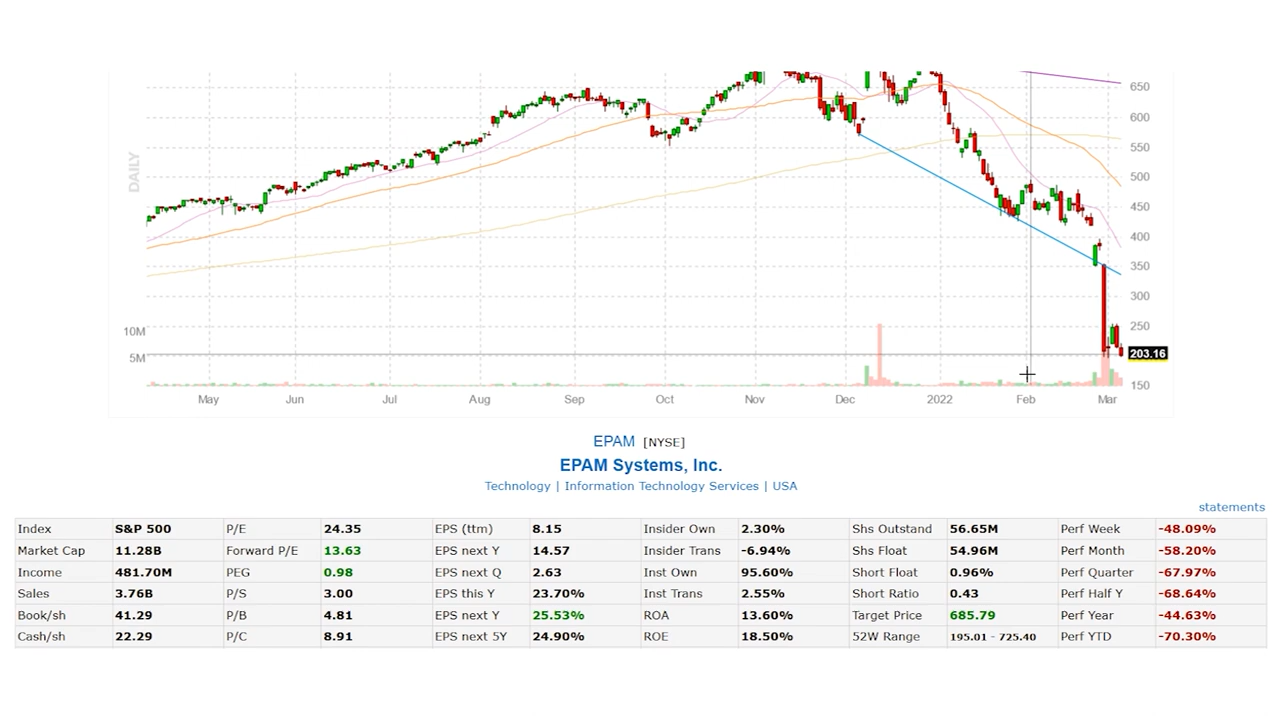 650
600
550
500
450
400
350
300
250
203.16
150
DAILY
10M
5M
May Jun Jul Aug Sep Oct Nov Dec 2022 Feb Mar
EPAM [NYSE]
EPAM Systems, Inc.
Technology | Information Technology Services | USA
statements
Index S&P 500 P/E 24.35 EPS (ttm) 8.15 Insider Own 2.30% Shs Outstand 56.65M Perf Week -48.09%
Market Cap 11.28B Forward P/E 13.63 EPS next Y 14.57 Insider Trans -6.94% Shs Float 54.96M Perf Month -58.20%
Income 481.70M PEG 0.98 EPS next Q 2.63 Inst Own 95.60% Short Float 0.96% Perf Quarter -67.97%
Sales 3.76B P/S 3.00 EPS this Y 23.70% Inst Trans 2.55% Short Ratio 0.43 Perf Half Y -68.64%
Book/sh 41.29 P/B 4.81 EPS next Y 25.53% ROA 13.60% Target Price 685.79 Perf Year -44.63%
Cash/sh 22.29 P/C 8.91 EPS next 5Y 24.90% ROE 18.50% 52W Range 195.01 - 725.40 Perf YTD -70.30%